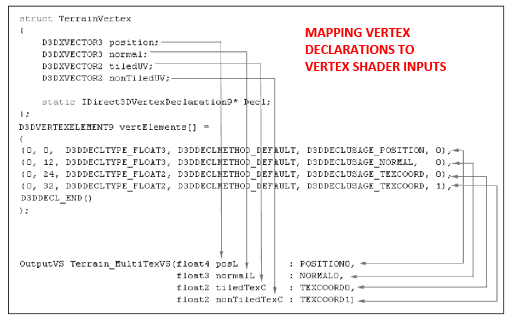 struct TerrainVertex
{
D3DXVECTOR3 position;
D3DXVECTOR3 normal;
D3DXVECTOR2 tiledUV;
D3DXVECTOR2 nonTiledUV;
static IDirect3DVertexDeclaration9* Decl;
};
MAPPING VERTEX
DECLARATIONS TO
VERTEX SHADER INPUTS
D3DVERTEXELEMENT9 vertElements[] =
{
{0, 0, D3DDECLTYPE_FLOAT3, D3DDECLMETHOD_DEFAULT, D3DDECLUSAGE_POSITION, 0},
{0, 12, D3DDECLTYPE_FLOAT3, D3DDECLMETHOD_DEFAULT, D3DDECLUSAGE_NORMAL, 0},
{0, 24, D3DDECLTYPE_FLOAT2, D3DDECLMETHOD_DEFAULT, D3DDECLUSAGE_TEXCOORD, 0},
{0, 32, D3DDECLTYPE_FLOAT2, D3DDECLMETHOD_DEFAULT, D3DDECLUSAGE_TEXCOORD, 1},
D3DDECL_END()
};
OutputVS Terrain_MultiTexVS(float4 posL : POSITION0,
float3 normalL : NORMAL0,
float2 tiledTexC : TEXCOORD0,
float2 nonTiledTexC : TEXCOORD1)